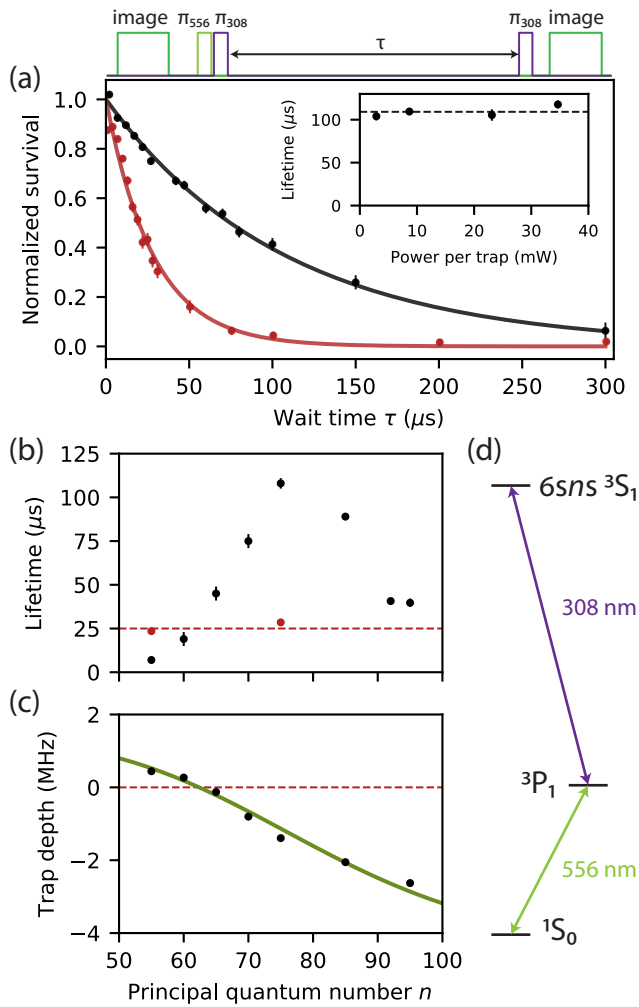 image π₅₅₆ π₃₀₈ τ π₃₀₈ image
(a)
Normalized survival
1.0
0.8
0.6
0.4
0.2
0.0
0 50 100 150 200 250 300
Wait time τ (μs)
Lifetime (μs)
100
50
0
0 10 20 30 40
Power per trap (mW)
(b)
Lifetime (μs)
125
100
75
50
25
0
(c)
Trap depth (MHz)
2
0
−2
−4
50 60 70 80 90 100
Principal quantum number n
(d)
6sns ³S₁
308 nm
³P₁
556 nm
¹S₀